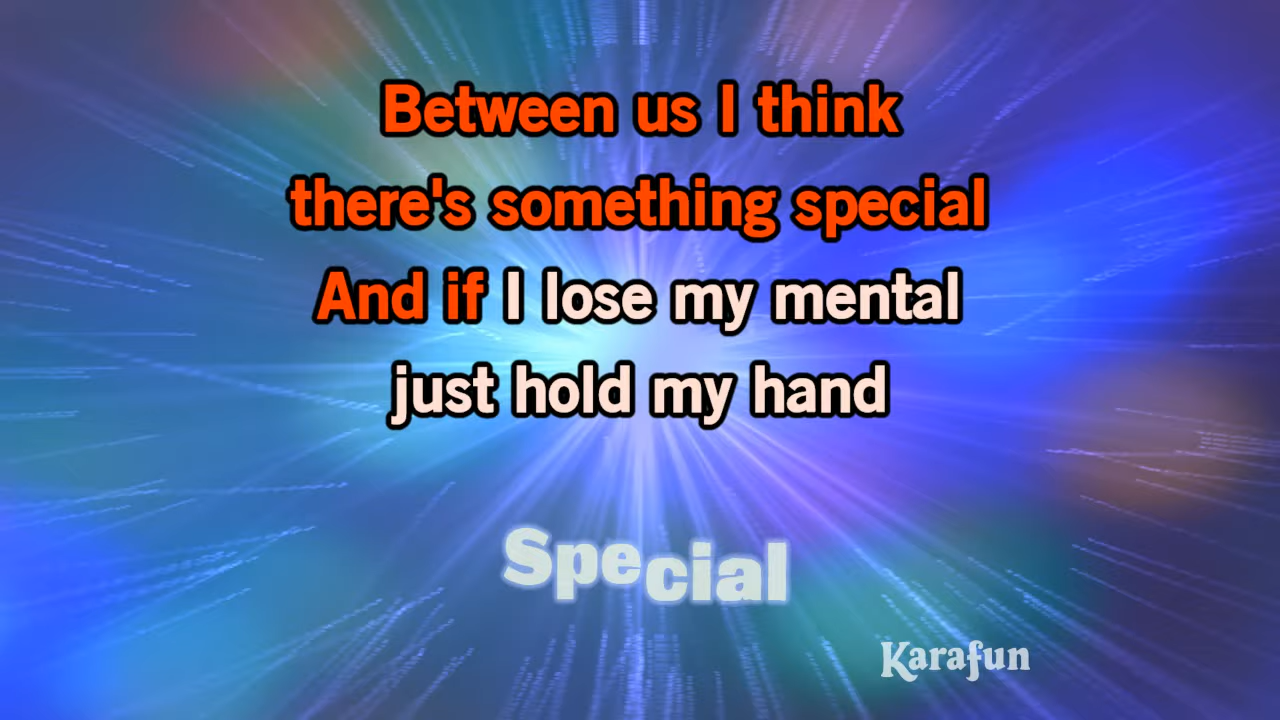 Between us I think
there's something special
And if I lose my mental
just hold my hand
Special
Karafun